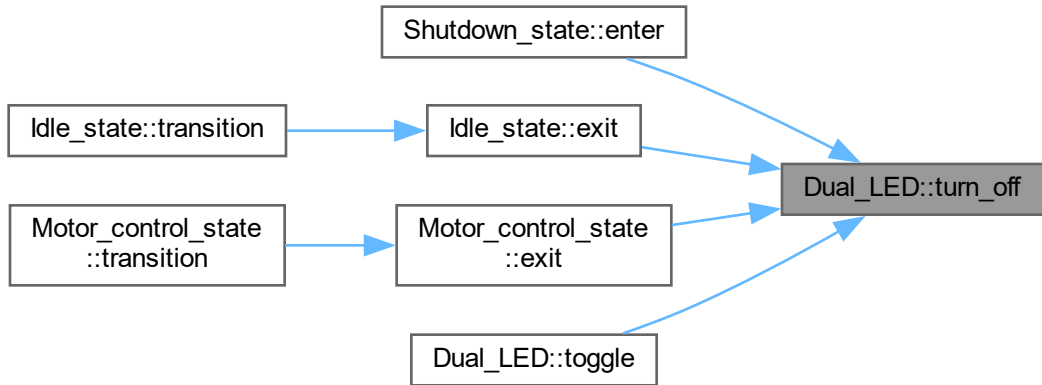 Shutdown_state::enter
Idle_state::transition
Idle_state::exit
Dual_LED::turn_off
Motor_control_state
::transition
Motor_control_state
::exit
Dual_LED::toggle